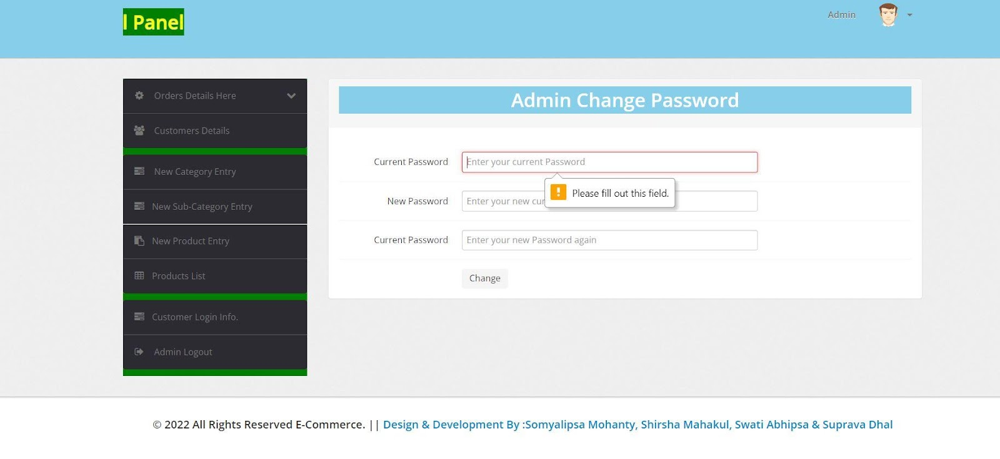 l Panel
Admin
Orders Details Here
Customers Details
New Category Entry
New Sub-Category Entry
New Product Entry
Products List
Customer Login Info.
Admin Logout
Admin Change Password
Current Password Enter your current Password
Please fill out this field.
New Password Enter your new
Current Password Enter your new Password again
Change
© 2022 All Rights Reserved E-Commerce. || Design & Development By :Somyalipsa Mohanty, Shirsha Mahakul, Swati Abhipsa & Suprava Dhal